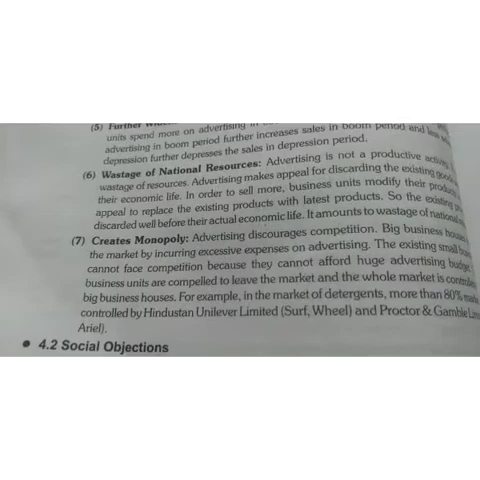 (5) Further
units spend more on advertising in
advertising in boom period further increases sales in boom period and less
depression further depresses the sales in depression period.
(6) Wastage of National Resources: Advertising is not a productive
wastage of resources. Advertising makes appeal for discarding the existing
their economic life. In order to sell more, business units modify their
appeal to replace the existing products with latest products. So the existing
discarded well before their actual economic life. It amounts to wastage of
(7) Creates Monopoly: Advertising discourages competition. Big business
the market by incurring excessive expenses on advertising. The existing small
cannot face competition because they cannot afford huge advertising
business units are compelled to leave the market and the whole market is
big business houses. For example, in the market of detergents, more than 80%
controlled by Hindustan Unilever Limited (Surf, Wheel) and Proctor & Gamble
Ariel).
• 4.2 Social Objections